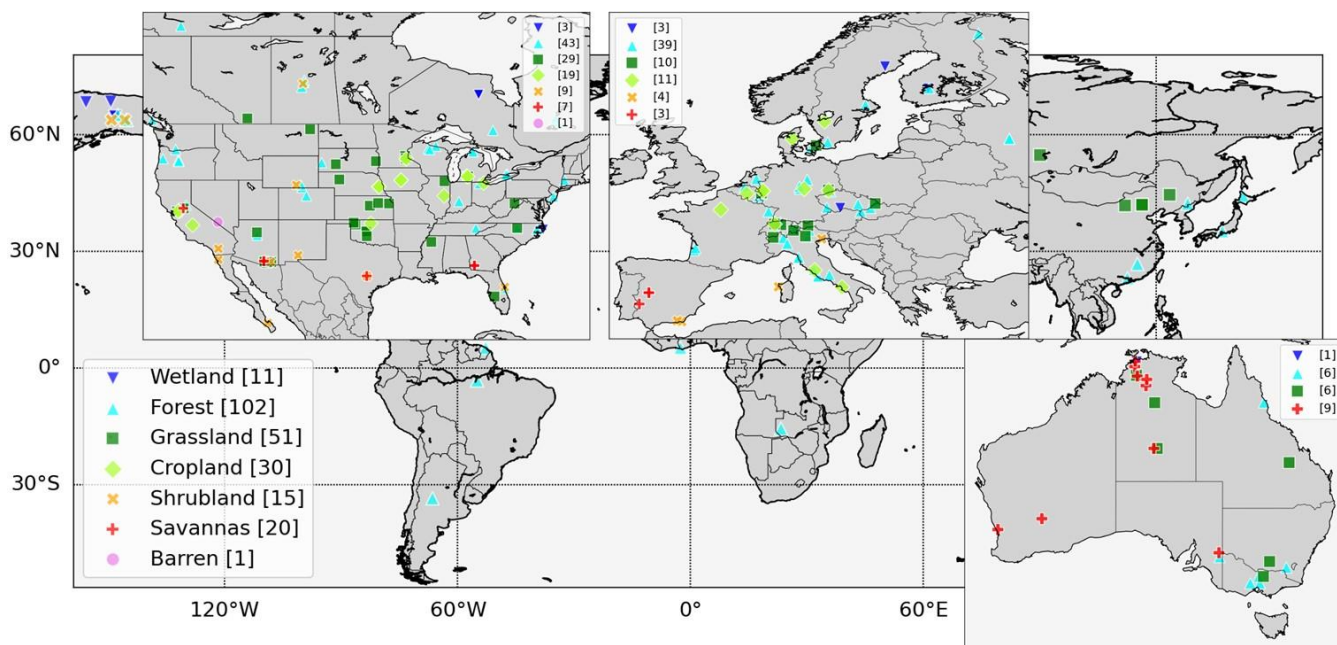 [3]
[43]
[29]
[19]
[9]
[7]
[1]
[3]
[39]
[10]
[11]
[4]
[3]
60°N
30°N
0°
30°S
Wetland [11]
Forest [102]
Grassland [51]
Cropland [30]
Shrubland [15]
Savannas [20]
Barren [1]
[1]
[6]
[6]
[9]
120°W
60°W
0°
60°E